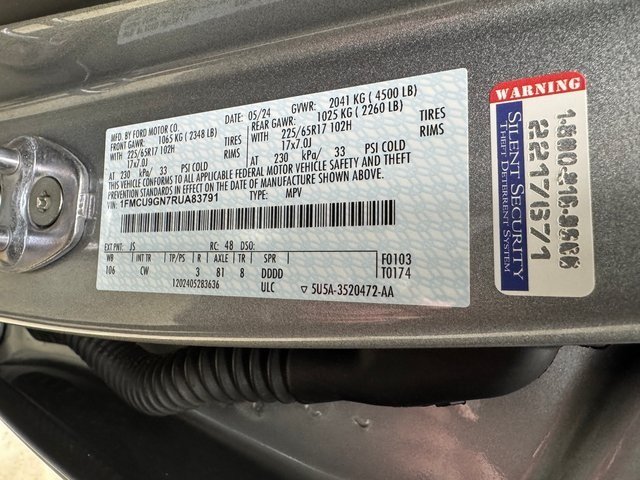 MFD. BY FORD MOTOR CO.
DATE: 05/24 GVWR: 2041 KG ( 4500 LB)
FRONT GAWR: 1065 KG ( 2348 LB)
REAR GAWR: 1025 KG ( 2260 LB)
WITH 225/65R17 102H TIRES
WITH 225/65R17 102H TIRES
17x7.0J RIMS
17x7.0J RIMS
AT 230 kPa/ 33 PSI COLD
AT 230 kPa/ 33 PSI COLD
THIS VEHICLE CONFORMS TO ALL APPLICABLE FEDERAL MOTOR VEHICLE SAFETY AND THEFT
PREVENTION STANDARDS IN EFFECT ON THE DATE OF MANUFACTURE SHOWN ABOVE.
VIN: 1FMCU9GN7RUA83791
TYPE: MPV
EXT PNT: JS RC: 48 DSO:
WB INT TR TP/PS R AXLE TR SPR
106 CW 3 81 8 DDDD
F0103
T0174
1202405283636 ULC
▽ 5U5A-3520472-AA
WARNING
SILENT SECURITY
THEFT DETERRENT SYSTEM